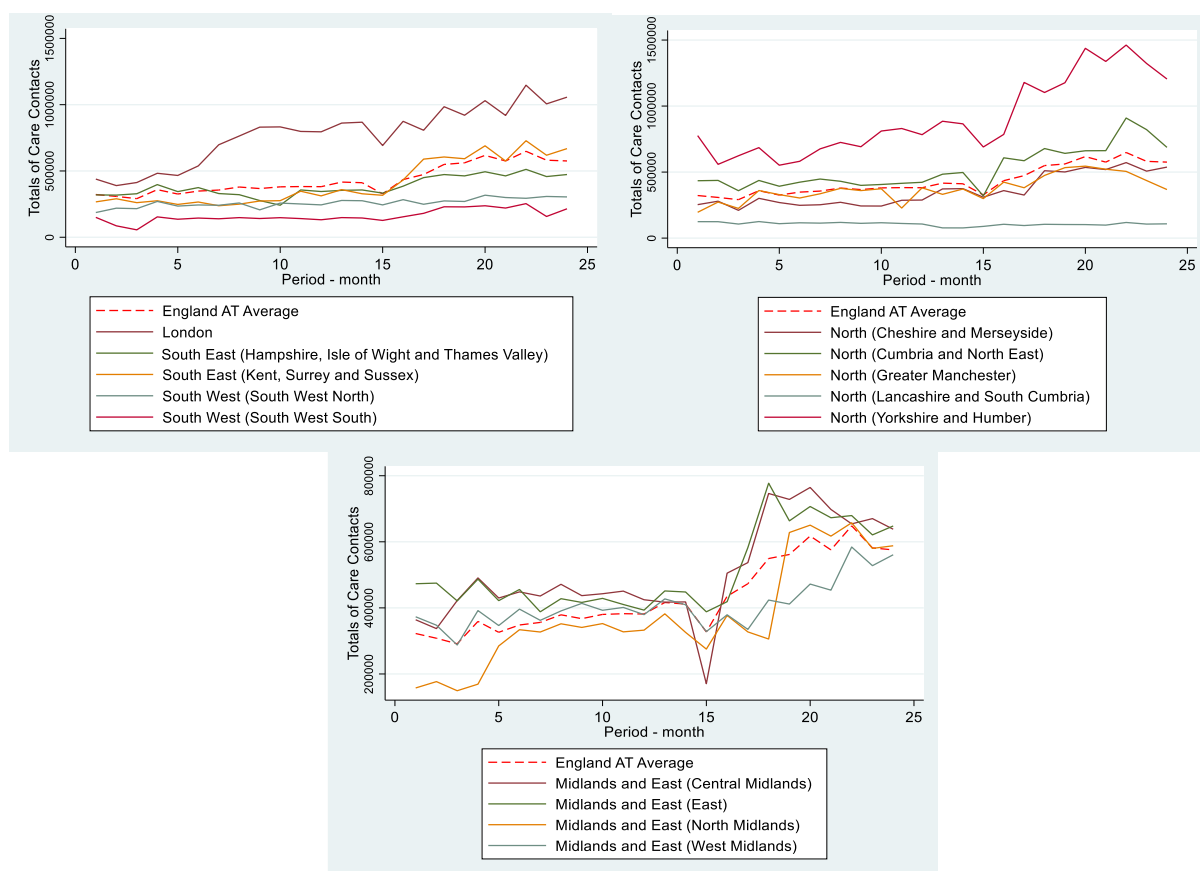 Totals of Care Contacts
1500000
1000000
500000
0
0 5 10 15 20 25
Period - month
England AT Average
London
South East (Hampshire, Isle of Wight and Thames Valley)
South East (Kent, Surrey and Sussex)
South West (South West North)
South West (South West South)
Totals of Care Contacts
1500000
1000000
500000
0
0 5 10 15 20 25
Period - month
England AT Average
North (Cheshire and Merseyside)
North (Cumbria and North East)
North (Greater Manchester)
North (Lancashire and South Cumbria)
North (Yorkshire and Humber)
Totals of Care Contacts
800000
600000
400000
200000
0 5 10 15 20 25
Period - month
England AT Average
Midlands and East (Central Midlands)
Midlands and East (East)
Midlands and East (North Midlands)
Midlands and East (West Midlands)